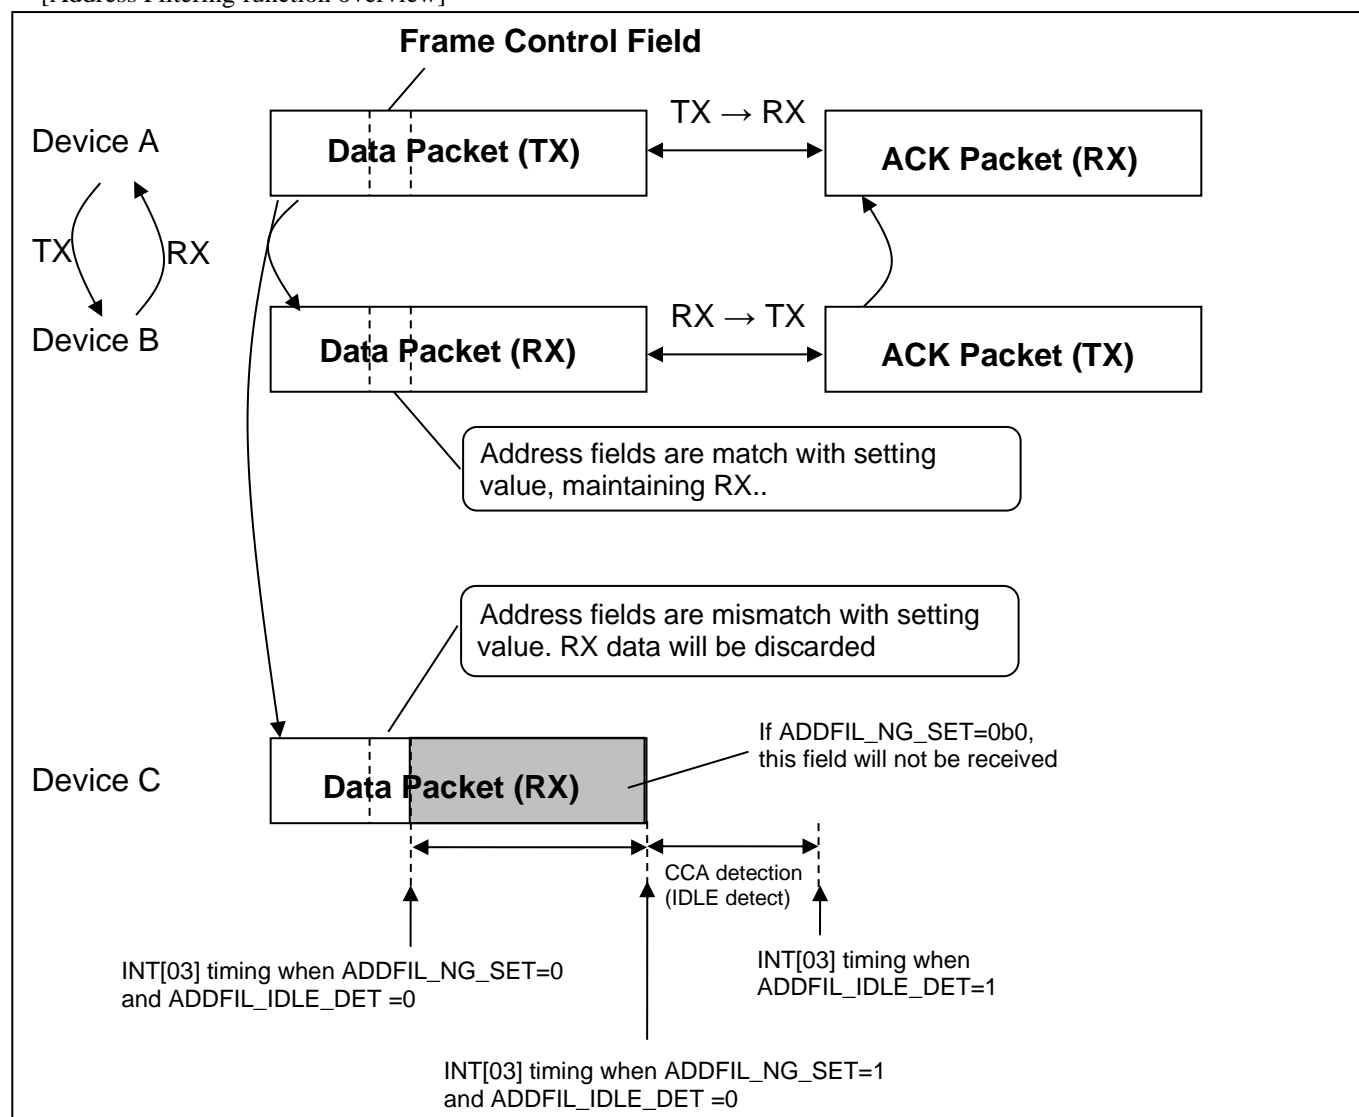 [Address Filtering function overview]
Frame Control Field
Device A
Data Packet (TX)
TX → RX
ACK Packet (RX)
TX
RX
Device B
Data Packet (RX)
RX → TX
ACK Packet (TX)
Address fields are match with setting
value, maintaining RX..
Address fields are mismatch with setting
value. RX data will be discarded
If ADDFIL_NG_SET=0b0,
this field will not be received
Device C
Data Packet (RX)
CCA detection
(IDLE detect)
INT[03] timing when ADDFIL_NG_SET=0
and ADDFIL_IDLE_DET =0
INT[03] timing when
ADDFIL_IDLE_DET=1
INT[03] timing when ADDFIL_NG_SET=1
and ADDFIL_IDLE_DET =0